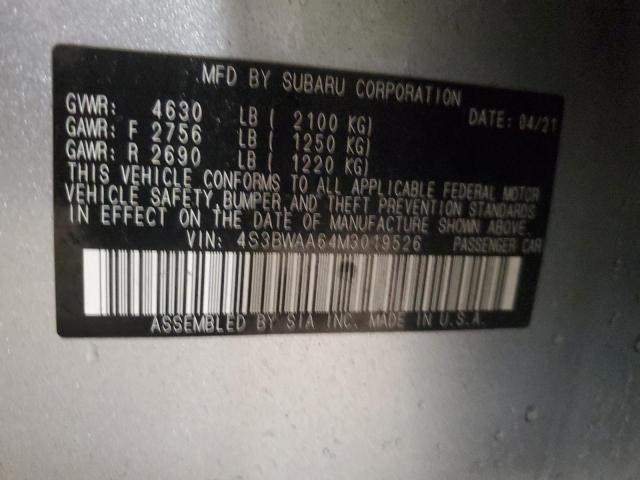 MFD BY SUBARU CORPORATION
GVWR: 4630 LB ( 2100 KG) DATE: 04/21
GAWR: F 2756 LB ( 1250 KG)
GAWR: R 2690 LB ( 1220 KG)
THIS VEHICLE CONFORMS TO ALL APPLICABLE FEDERAL MOTOR
VEHICLE SAFETY, BUMPER, AND THEFT PREVENTION STANDARDS
IN EFFECT ON THE DATE OF MANUFACTURE SHOWN ABOVE.
VIN: 4S3BWAA64M3019526 PASSENGER CAR
ASSEMBLED BY SIA INC. MADE IN U.S.A.